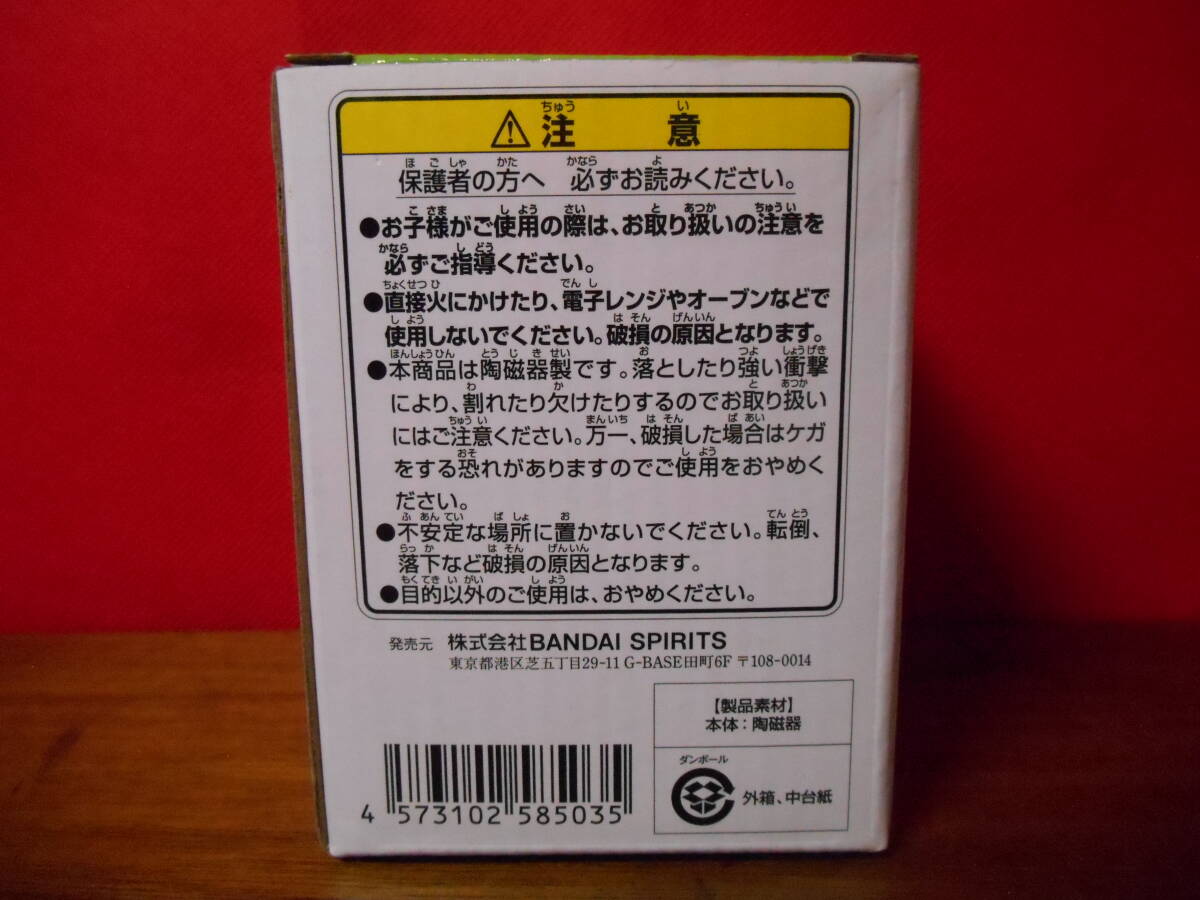 ⚠注意
保護者の方へ 必ずお読みください。
●お子様がご使用の際は、お取り扱いの注意を
必ずご指導ください。
●直接火にかけたり、電子レンジやオーブンなどで
使用しないでください。破損の原因となります。
●本商品は陶磁器製です。落としたり強い衝撃
により、割れたり欠けたりするのでお取り扱い
にはご注意ください。万一、破損した場合はケガ
をする恐れがありますのでご使用をおやめく
ださい。
●不安定な場所に置かないでください。転倒、
落下など破損の原因となります。
●目的以外のご使用は、おやめください。
発売元 株式会社BANDAI SPIRITS
東京都港区芝五丁目29-11 G-BASE田町6F 〒108-0014
【製品素材】
本体：陶磁器
ダンボール
外箱、中台紙
4 573102 585035